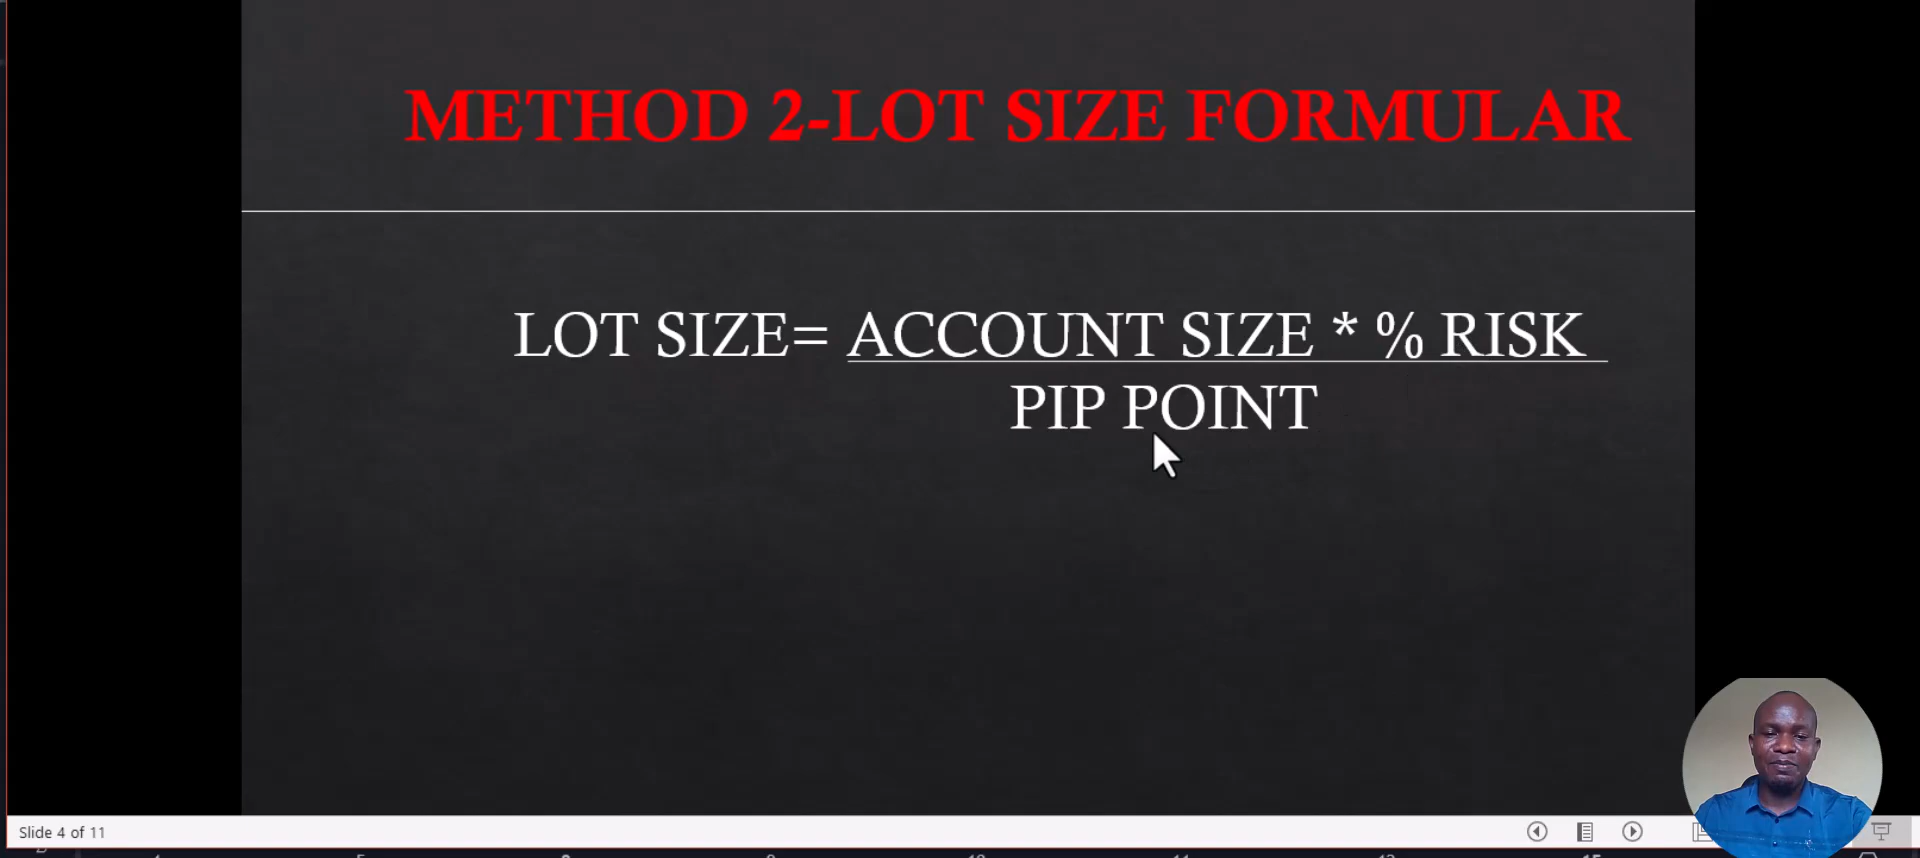 METHOD 2-LOT SIZE FORMULAR
LOT SIZE= ACCOUNT SIZE * % RISK
PIP POINT
Slide 4 of 11